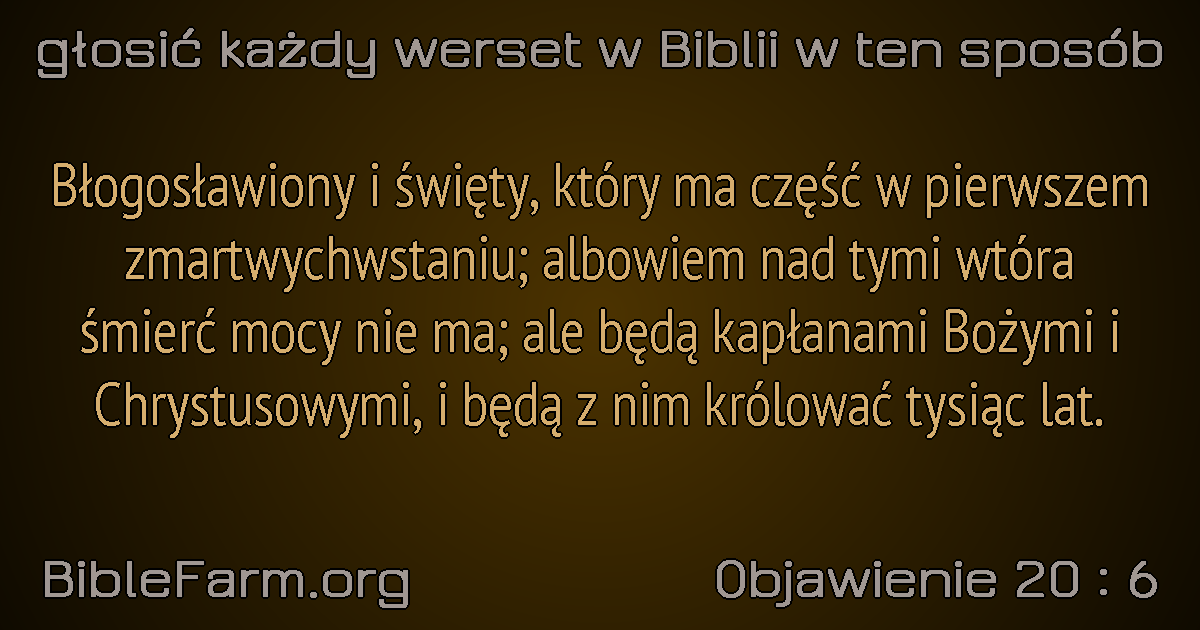 głosić każdy werset w Biblii w ten sposób
Błogosławiony i święty, który ma część w pierwszem
zmartwychwstaniu; albowiem nad tymi wtóra
śmierć mocy nie ma; ale będą kapłanami Bożymi i
Chrystusowymi, i będą z nim królować tysiąc lat.
BibleFarm.org
Objawienie 20 : 6